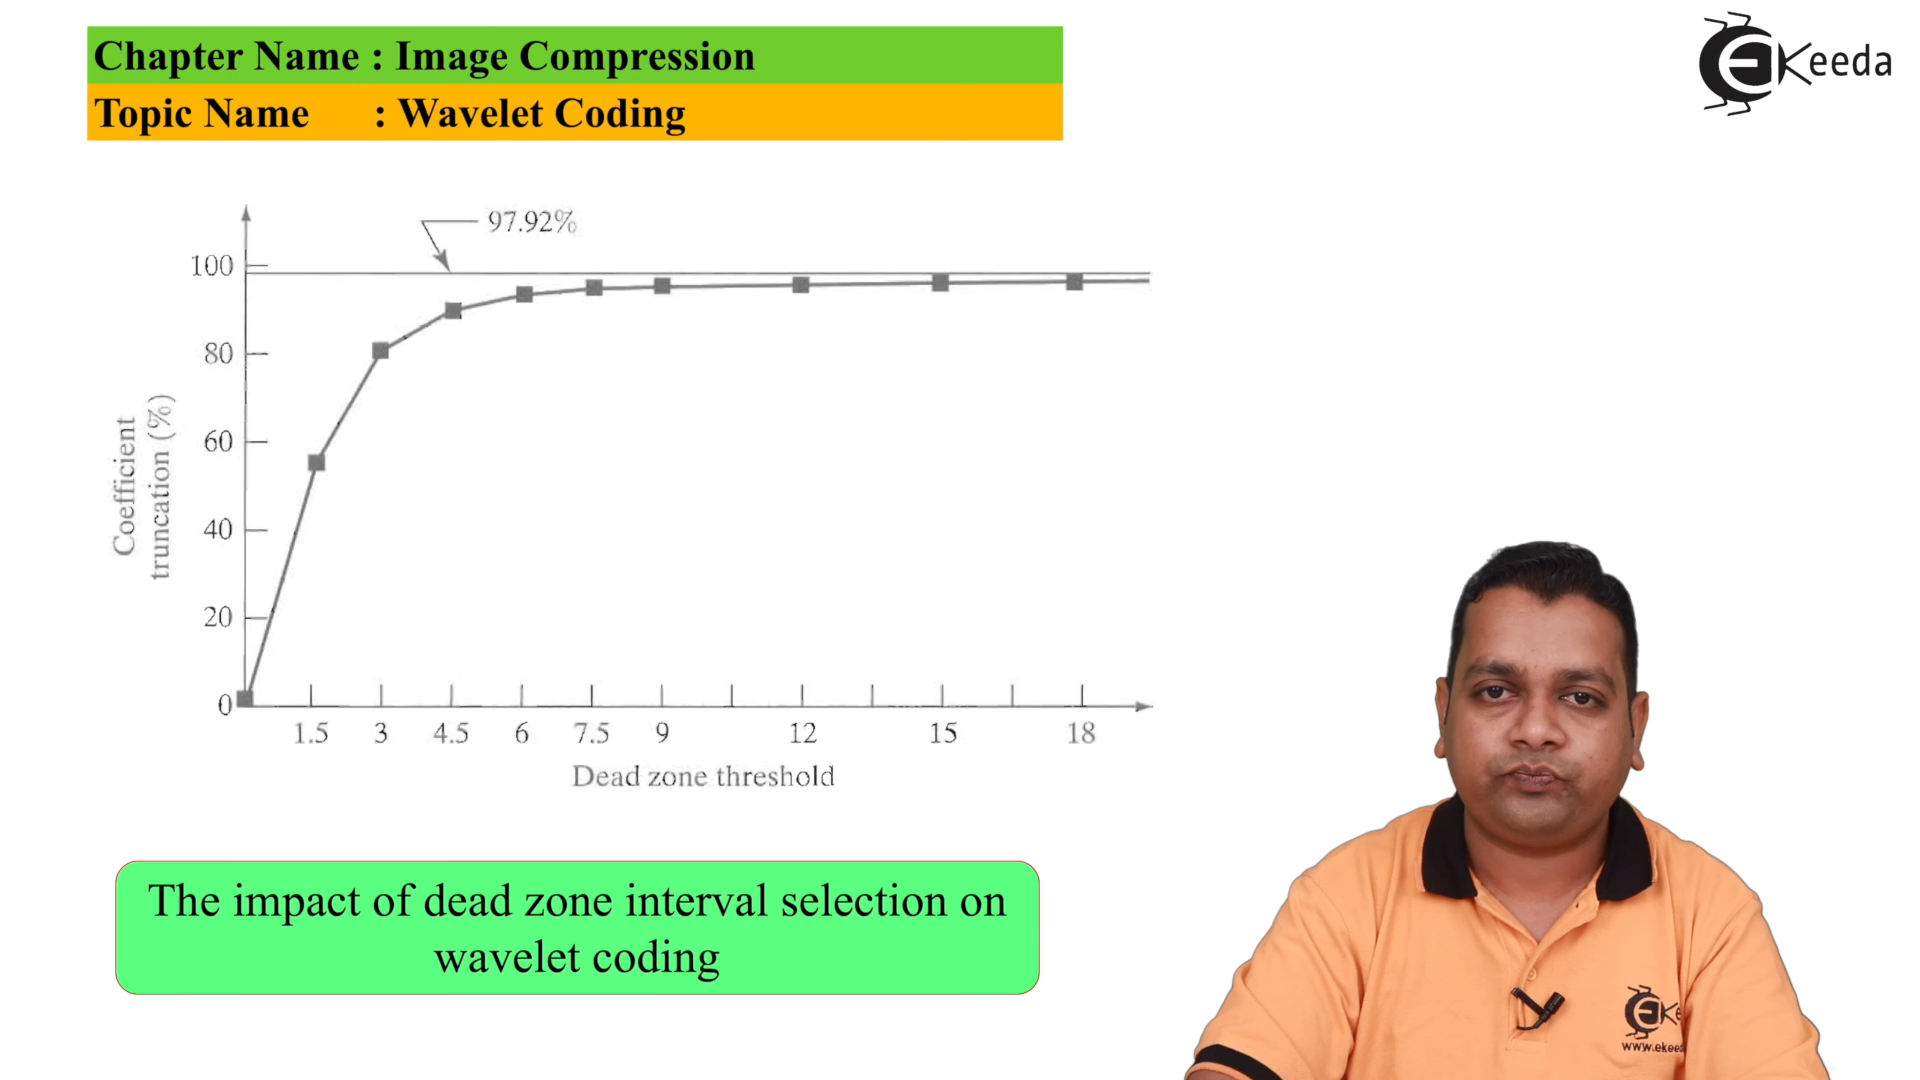 Chapter Name : Image Compression
Keeda
Topic Name : Wavelet Coding
97.92%
100
80
60
40
20
0
Coefficient
truncation (%)
1.5 3 4.5 6 7.5 9 12 15 18
Dead zone threshold
The impact of dead zone interval selection on
wavelet coding
www.ekeed